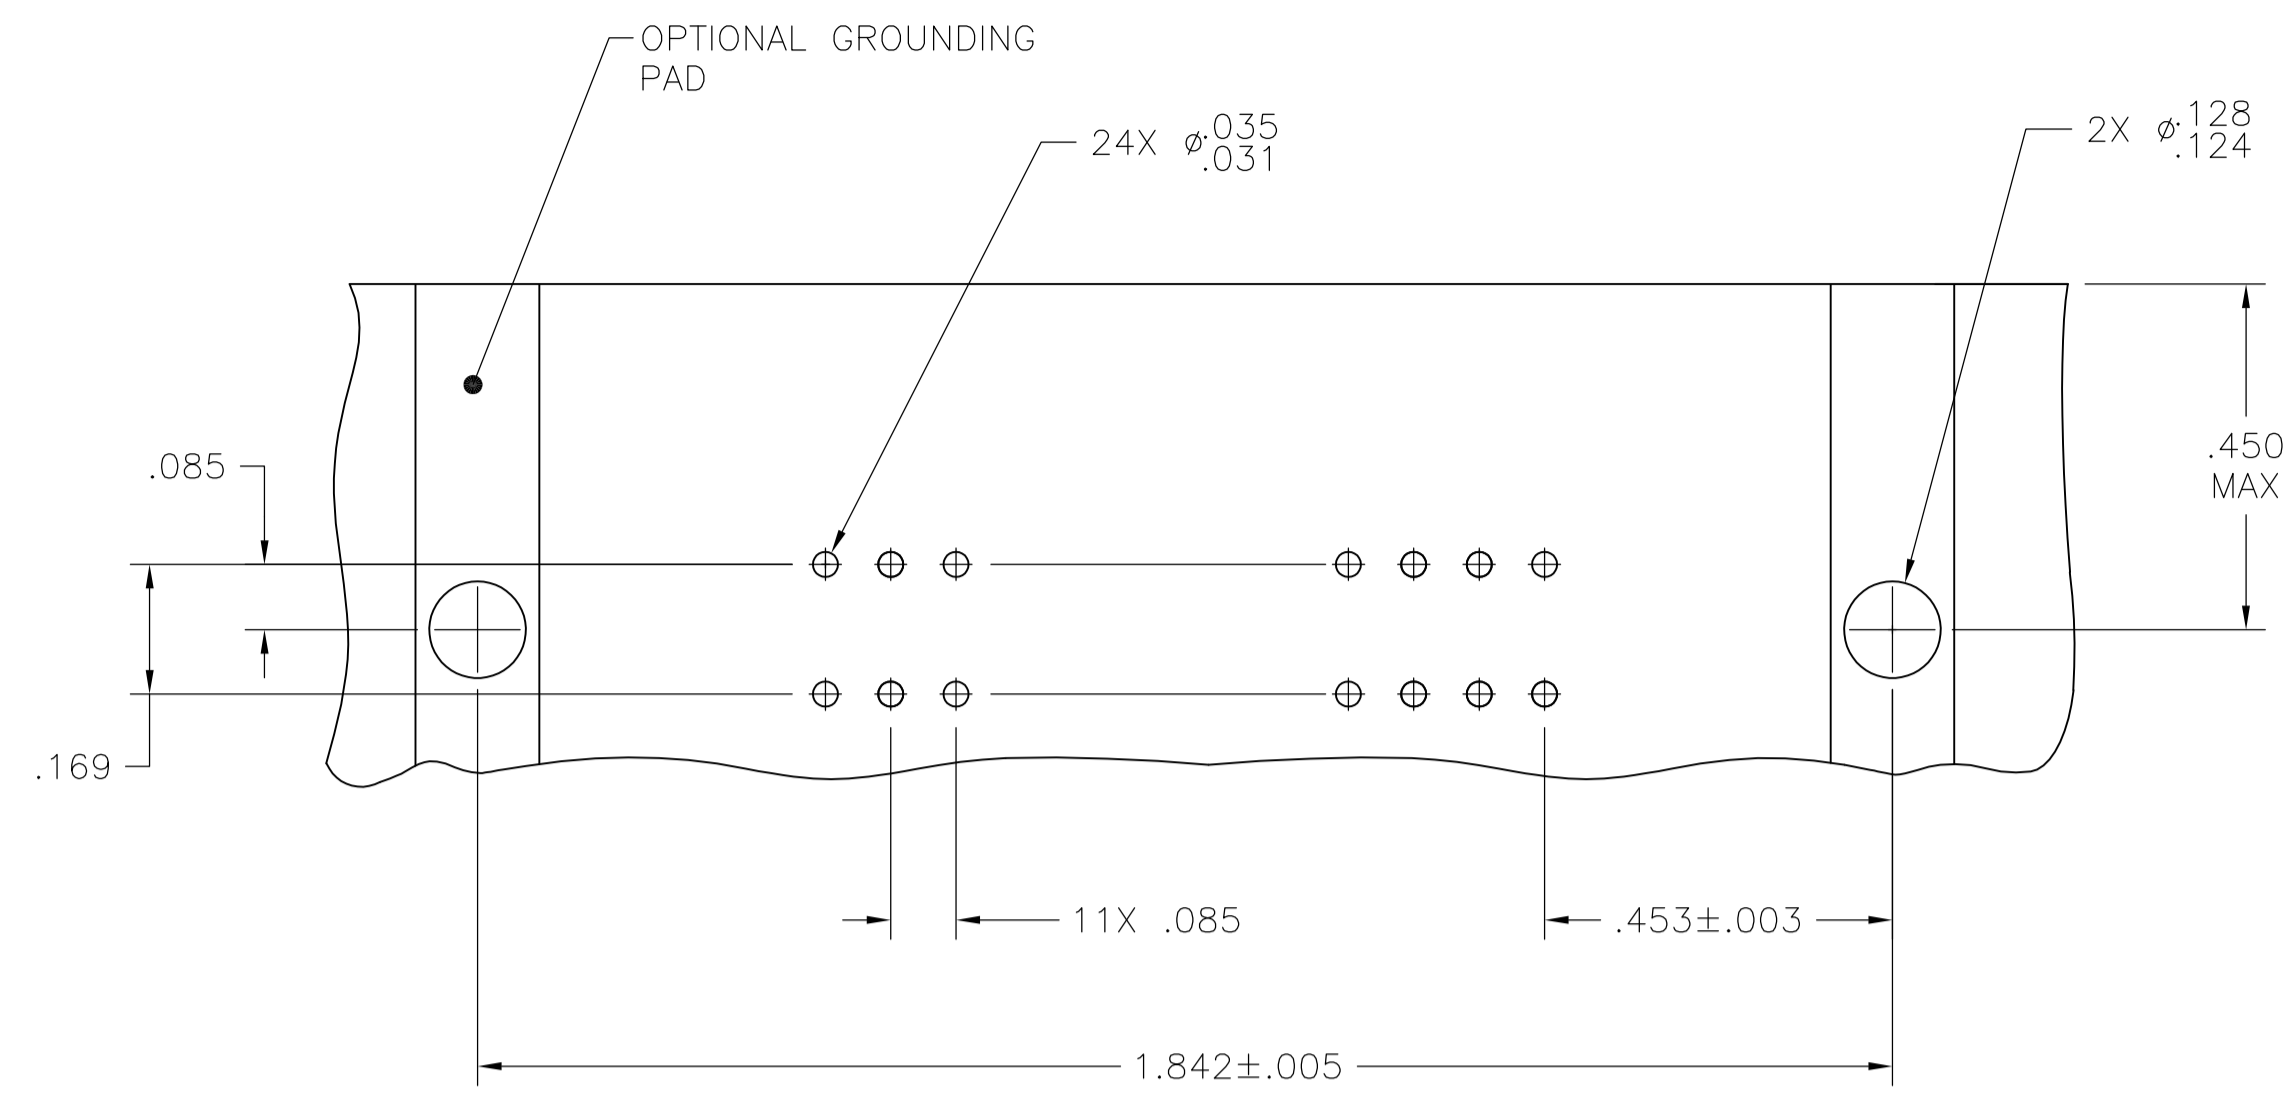 OPTIONAL GROUNDING
PAD
24X ⌀.035
.031
2X ⌀.128
.124
.450
MAX
.085
.169
11X .085
.453±.003
1.842±.005